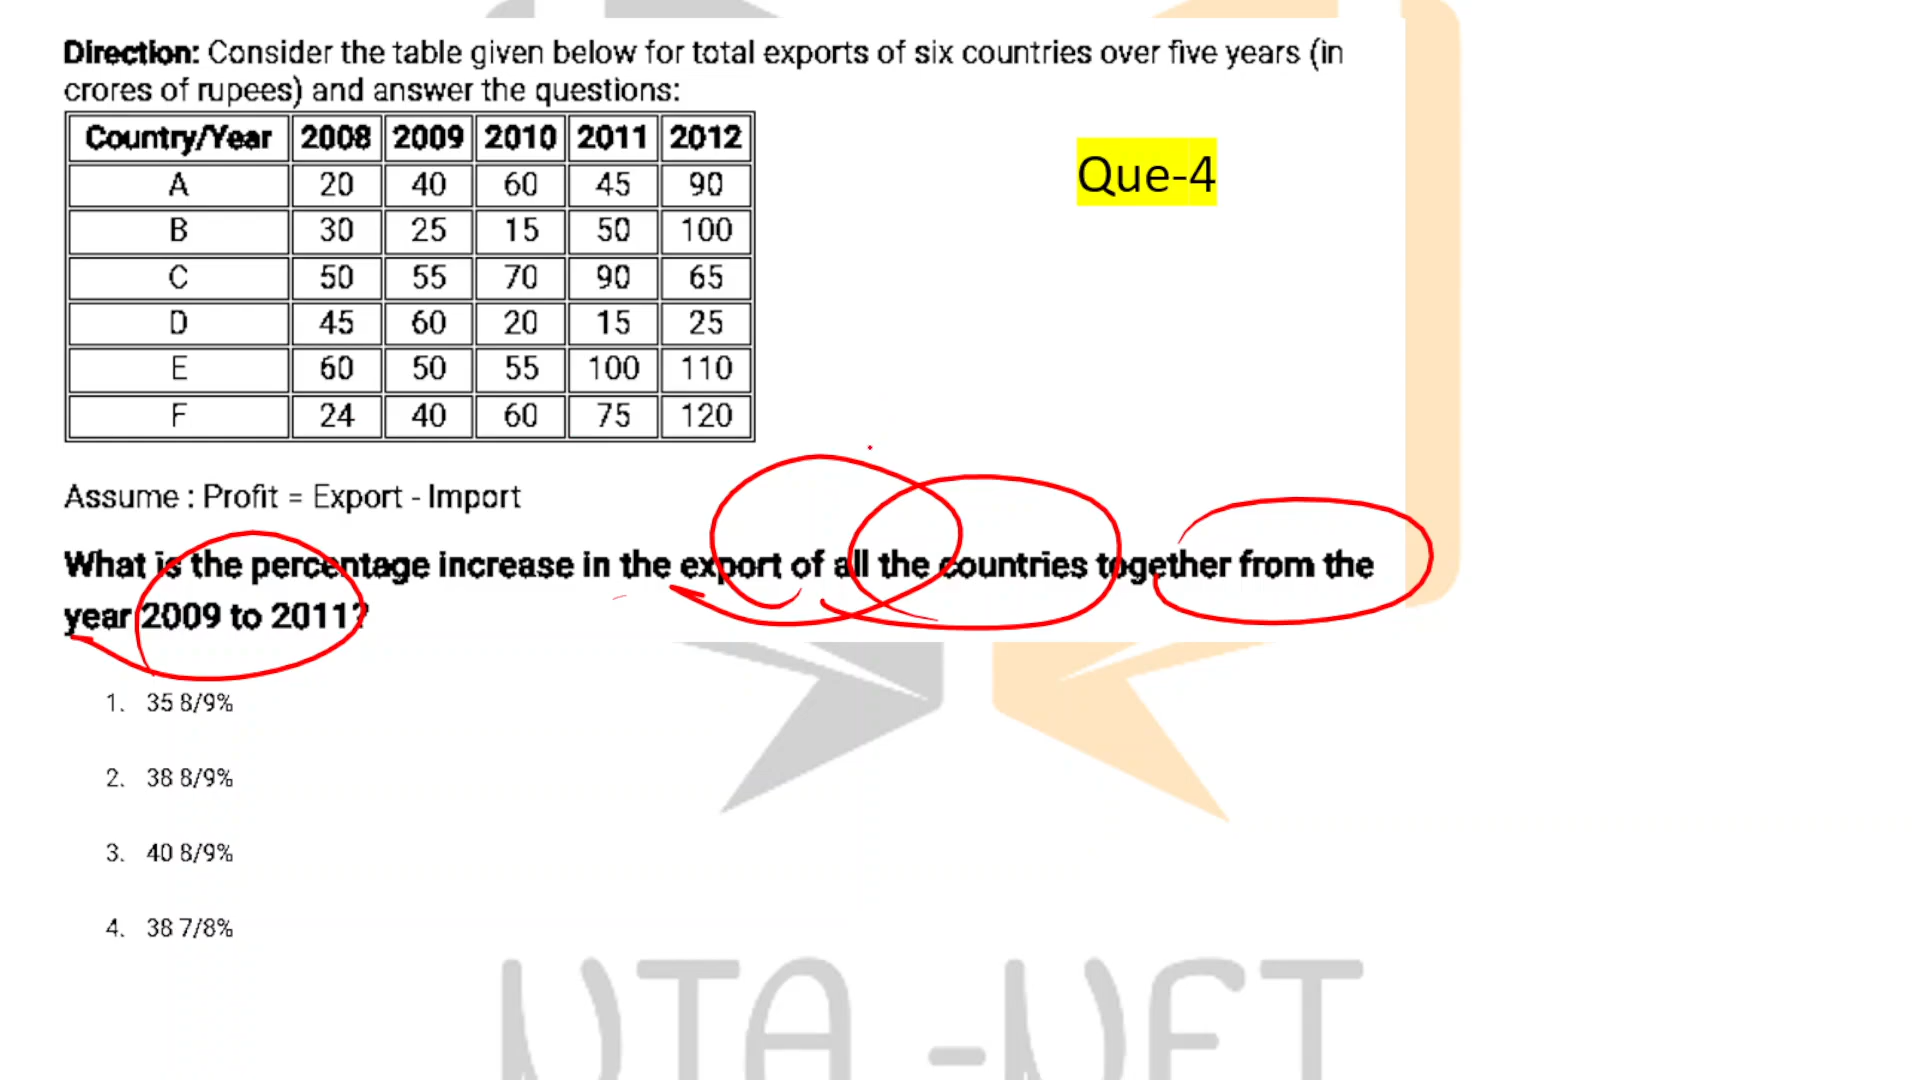 Direction: Consider the table given below for total exports of six countries over five years (in
crores of rupees) and answer the questions:
Country/Year 2008 2009 2010 2011 2012
A 20 40 60 45 90
B 30 25 15 50 100
C 50 55 70 90 65
D 45 60 20 15 25
E 60 50 55 100 110
F 24 40 60 75 120
Que-4
Assume : Profit = Export - Import
What is the percentage increase in the export of all the countries together from the
year 2009 to 2011?
1. 35 8/9%
2. 38 8/9%
3. 40 8/9%
4. 38 7/8%
NTA-NET